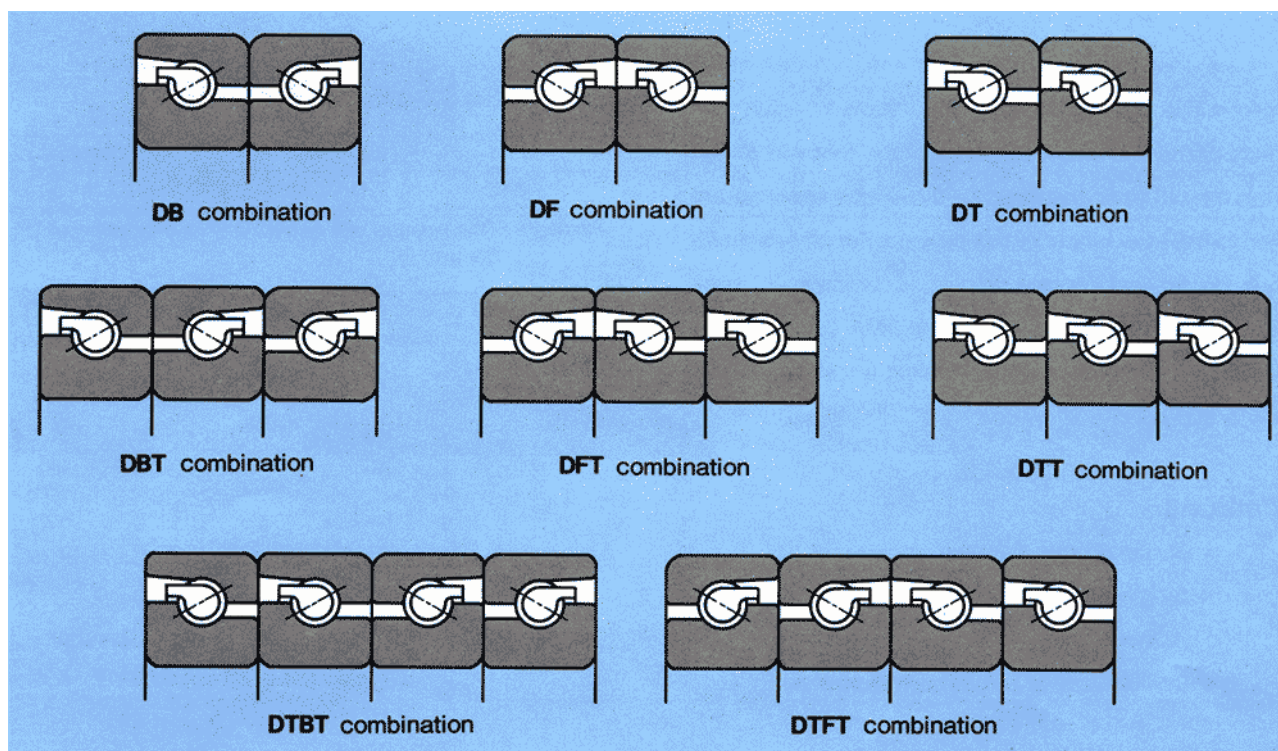 DB combination
DF combination
DT combination
DBT combination
DFT combination
DTT combination
DTBT combination
DTFT combination